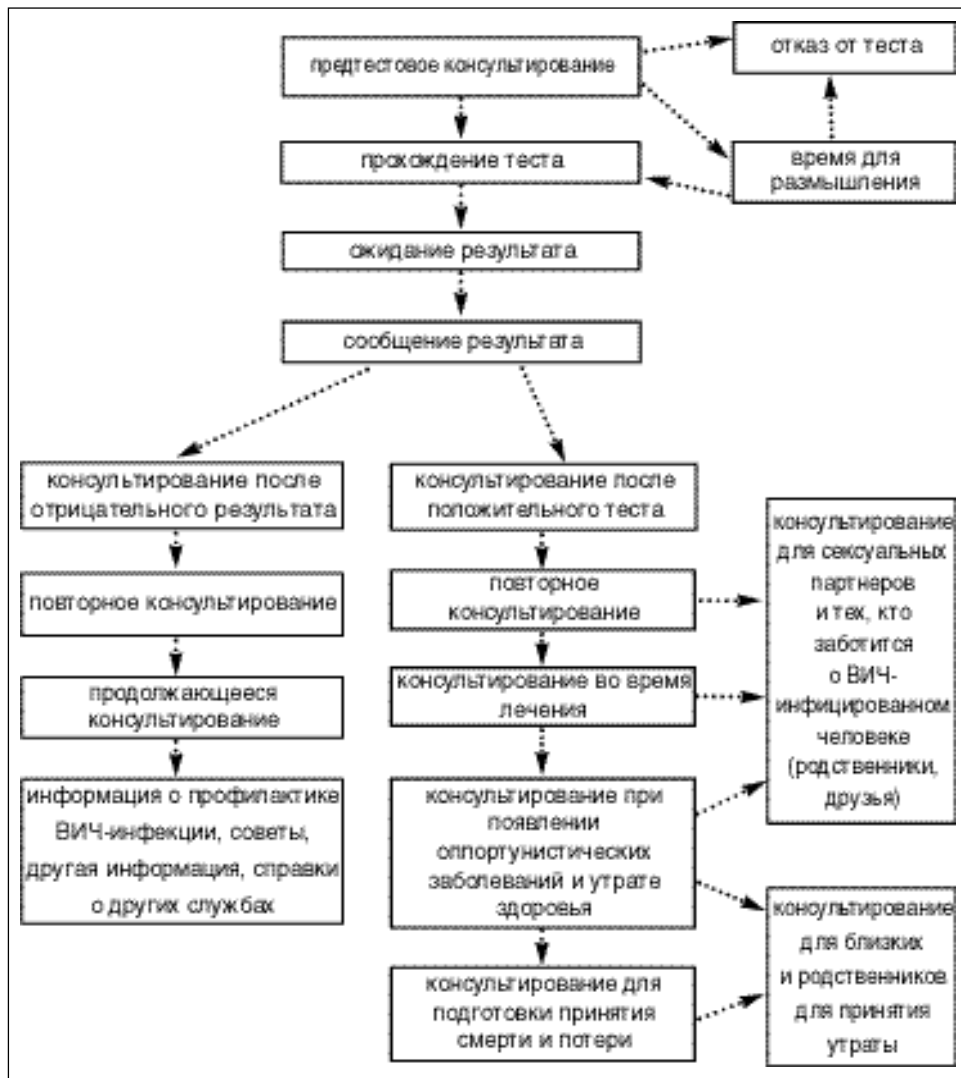 предтестовое консультирование
отказ от теста
время для
размышления
прохождение теста
ожидание результата
сообщение результата
консультирование после
отрицательного результата
повторное консультирование
продолжающееся
консультирование
информация о профилактике
ВИЧ-инфекции, советы,
другая информация, справки
о других службах
консультирование после
положительного теста
повторное
консультирование
консультирование во время
лечения
консультирование при
появлении
оппортунистических
заболеваний и утрате
здоровья
консультирование для
подготовки принятия
смерти и потери
консультирование
для сексуальных
партнеров
и тех, кто
заботится
о ВИЧ-
инфицированном
человеке
(родственники,
друзья)
консультирование
для близких
и родственников
для принятия
утраты